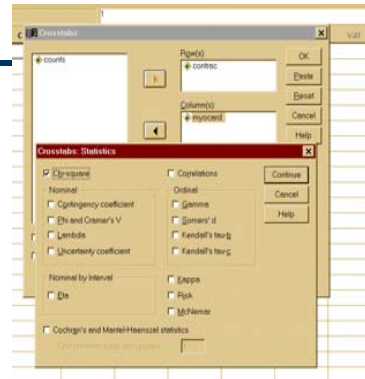 1
c
Crosstabs
var
counts
Row(s):
contrac
Column(s):
myocard
OK
Paste
Reset
Cancel
Help
Crosstabs: Statistics
Chi-square
Correlations
Nominal
Contingency coefficient
Phi and Cramér's V
Lambda
Uncertainty coefficient
Ordinal
Gamma
Somers' d
Kendall's tau-b
Kendall's tau-c
Nominal by Interval
Eta
Kappa
Risk
McNemar
Cochran's and Mantel-Haenszel statistics
Continue
Cancel
Help